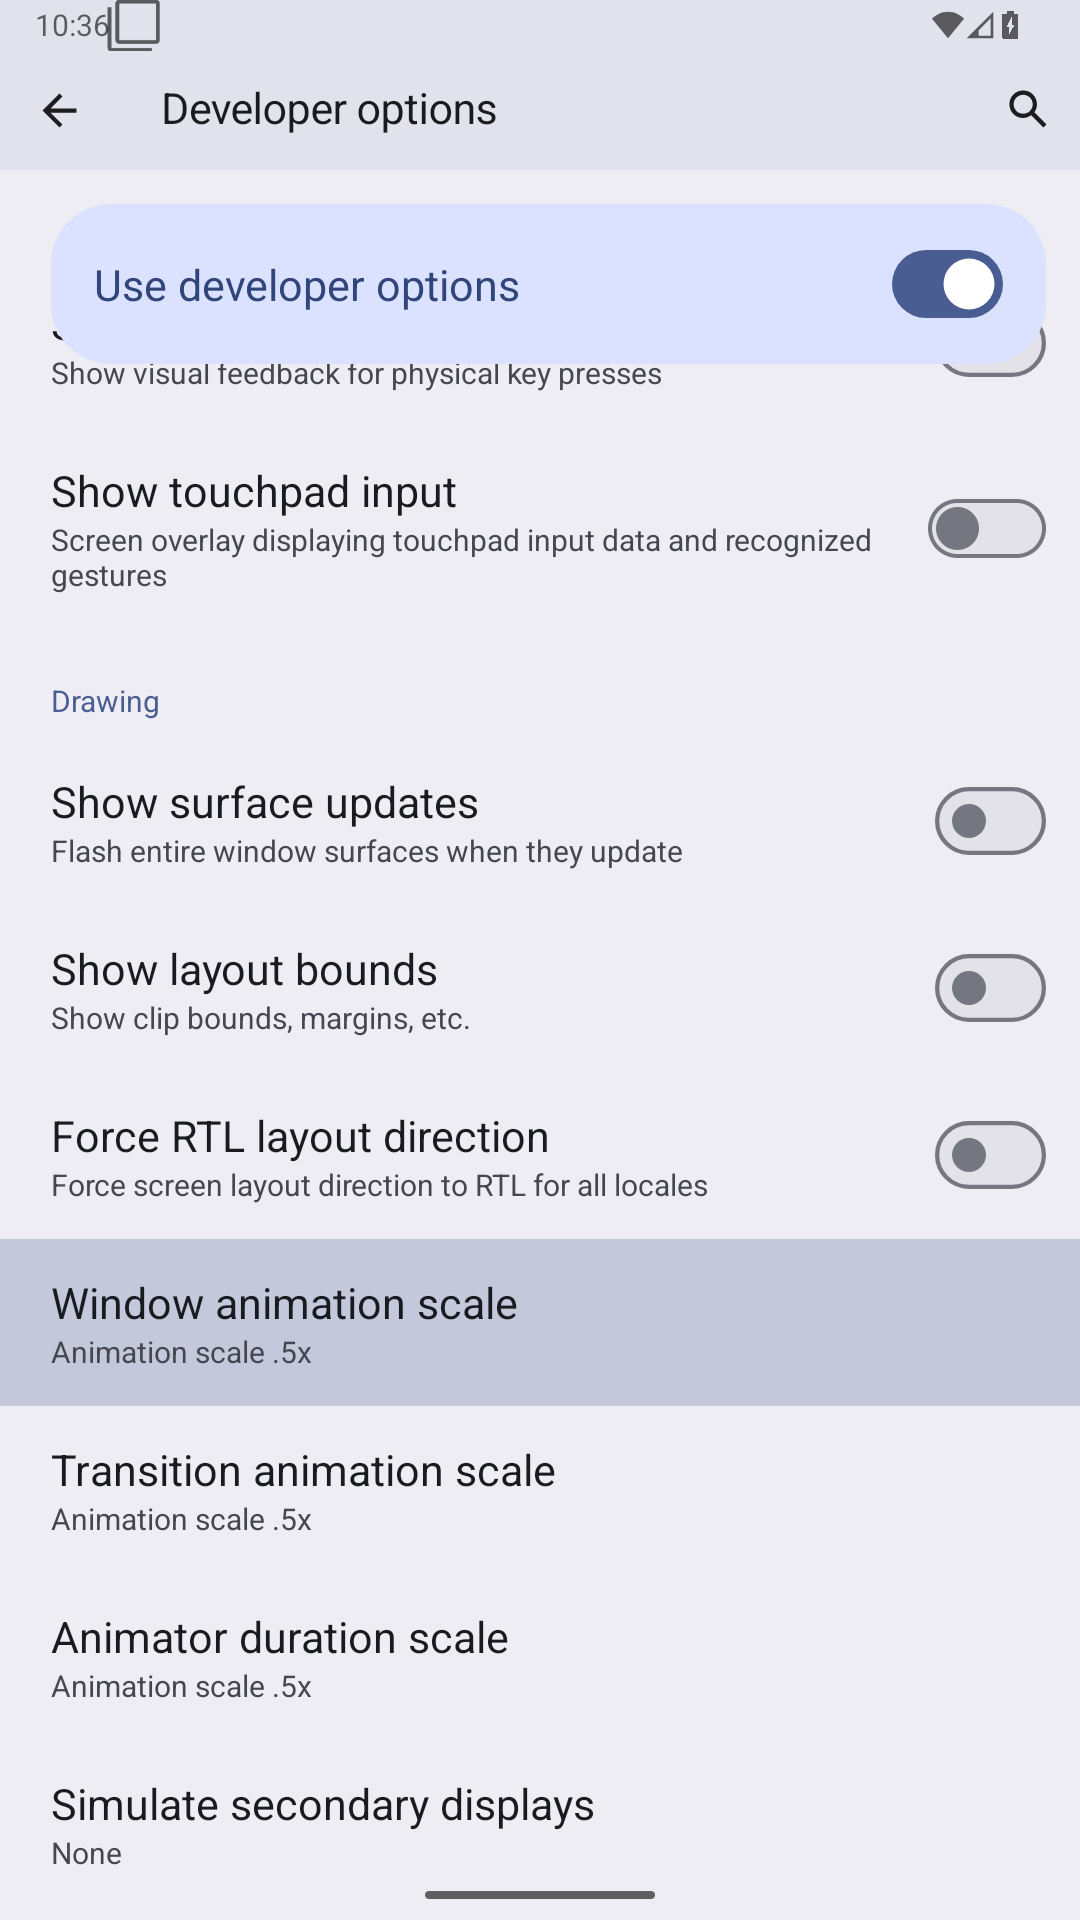 10:36
Developer options
Use developer options
Show visual feedback for physical key presses
Show touchpad input
Screen overlay displaying touchpad input data and recognized
gestures
Drawing
Show surface updates
Flash entire window surfaces when they update
Show layout bounds
Show clip bounds, margins, etc.
Force RTL layout direction
Force screen layout direction to RTL for all locales
Window animation scale
Animation scale .5x
Transition animation scale
Animation scale .5x
Animator duration scale
Animation scale .5x
Simulate secondary displays
None